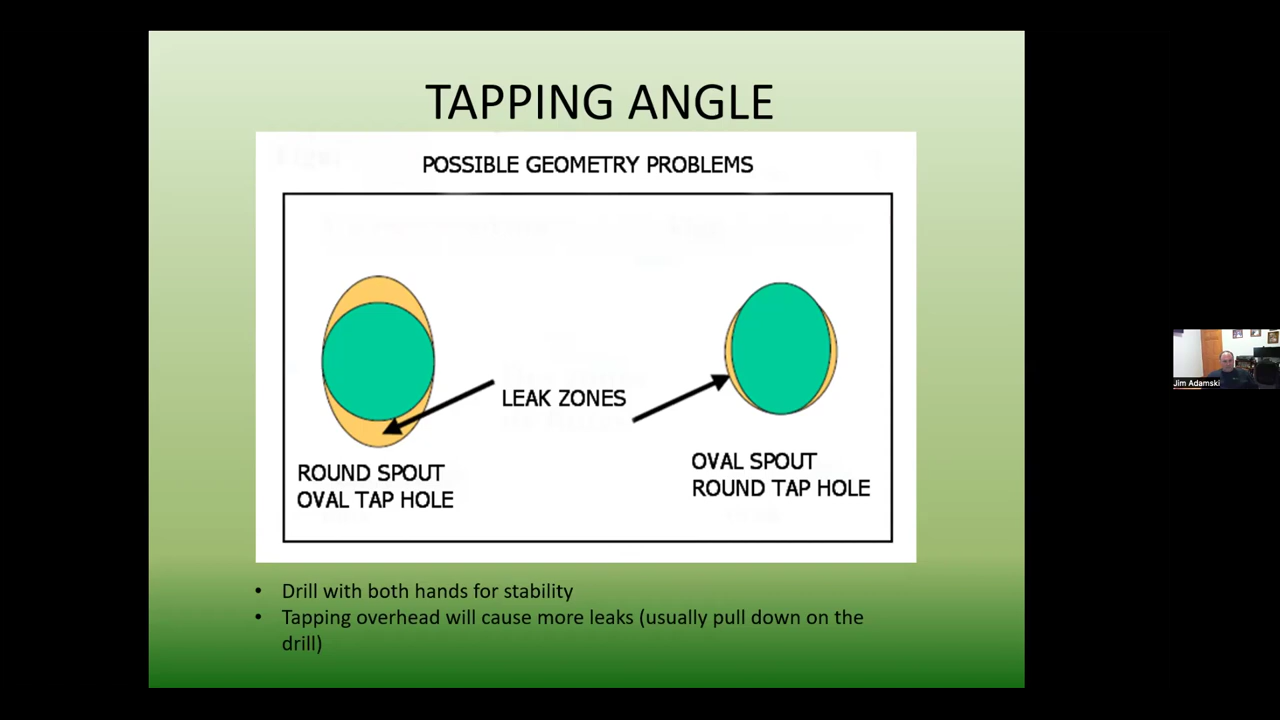 TAPPING ANGLE
POSSIBLE GEOMETRY PROBLEMS
LEAK ZONES
ROUND SPOUT
OVAL TAP HOLE
OVAL SPOUT
ROUND TAP HOLE
• Drill with both hands for stability
• Tapping overhead will cause more leaks (usually pull down on the
drill)
Jim Adamski